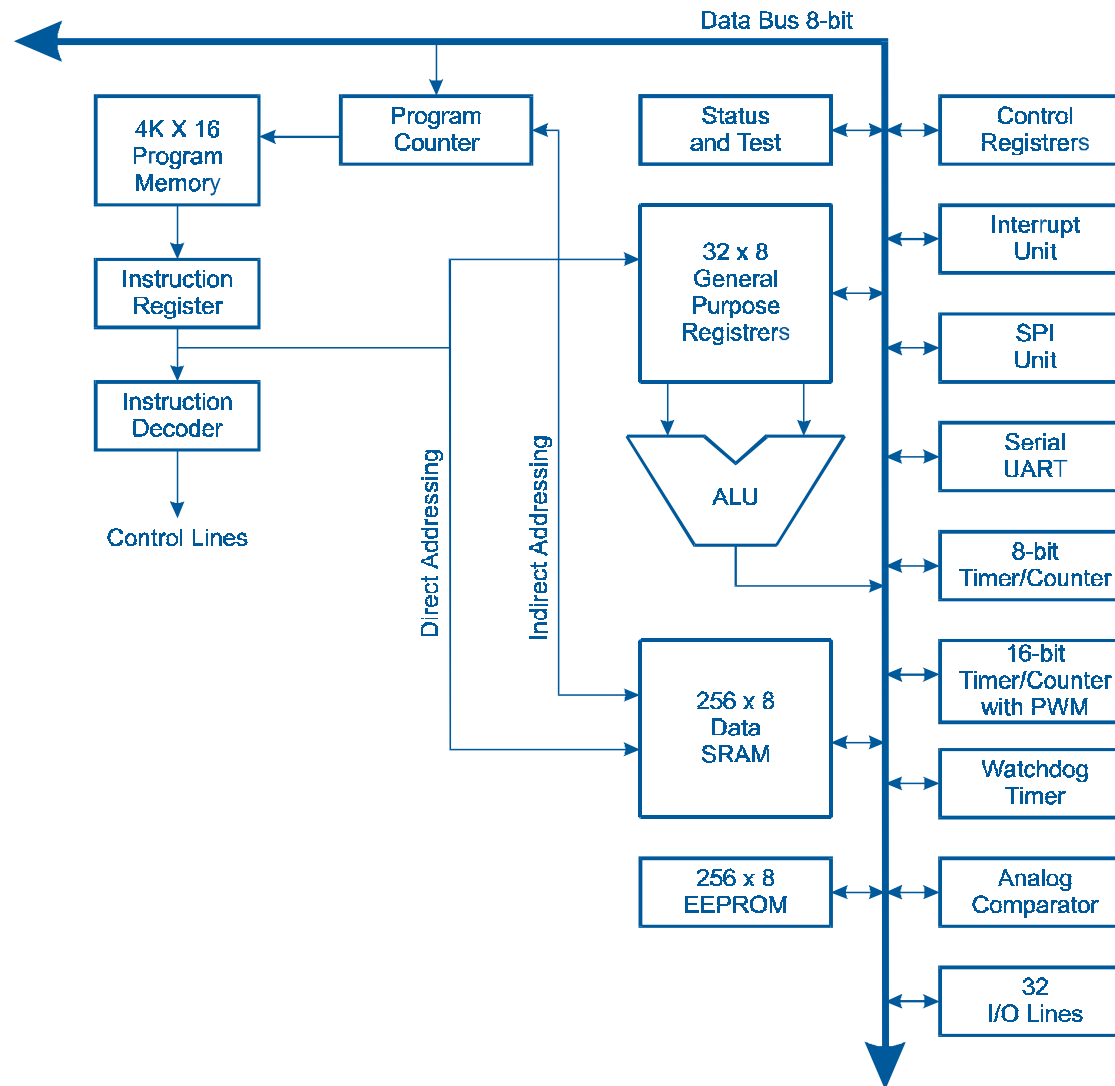 Data Bus 8-bit
4K X 16
Program
Memory
Program
Counter
Status
and Test
Control
Registrers
Instruction
Register
32 x 8
General
Purpose
Registrers
Interrupt
Unit
SPI
Unit
Instruction
Decoder
Control Lines
Direct Addressing
Indirect Addressing
ALU
Serial
UART
8-bit
Timer/Counter
16-bit
Timer/Counter
with PWM
256 x 8
Data
SRAM
Watchdog
Timer
256 x 8
EEPROM
Analog
Comparator
32
I/O Lines